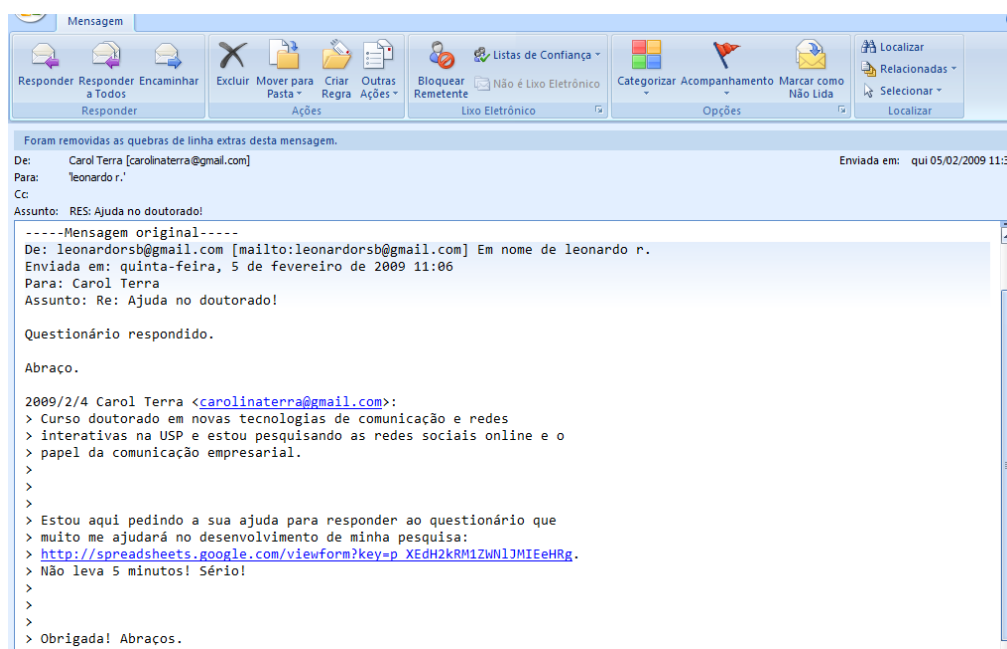 Mensagem
Responder Responder a Todos Encaminhar
Excluir Mover para Pasta Criar Regra Outras Ações
Bloquear Remetente Listas de Confiança Não é Lixo Eletrônico
Categorizar Acompanhamento Marcar como Não Lida
Localizar Relacionadas Selecionar
Responder Ações Lixo Eletrônico Opções Localizar
Foram removidas as quebras de linha extras desta mensagem.
De: Carol Terra [carolinaterra@gmail.com] Enviada em: qui 05/02/2009 11:3
Para: 'leonardo r.'
Cc:
Assunto: RES: Ajuda no doutorado!
-----Mensagem original-----
De: leonardorsb@gmail.com [mailto:leonardorsb@gmail.com] Em nome de leonardo r.
Enviada em: quinta-feira, 5 de fevereiro de 2009 11:06
Para: Carol Terra
Assunto: Re: Ajuda no doutorado!
Questionário respondido.
Abraço.
2009/2/4 Carol Terra <carolinaterra@gmail.com>:
> Curso doutorado em novas tecnologias de comunicação e redes
> interativas na USP e estou pesquisando as redes sociais online e o
> papel da comunicação empresarial.
>
>
>
> Estou aqui pedindo a sua ajuda para responder ao questionário que
> muito me ajudará no desenvolvimento de minha pesquisa:
> http://spreadsheets.google.com/viewform?key=p_XEdH2kRM1ZWNlJMIEeHRg.
> Não leva 5 minutos! Sério!
>
>
>
> Obrigada! Abraços.